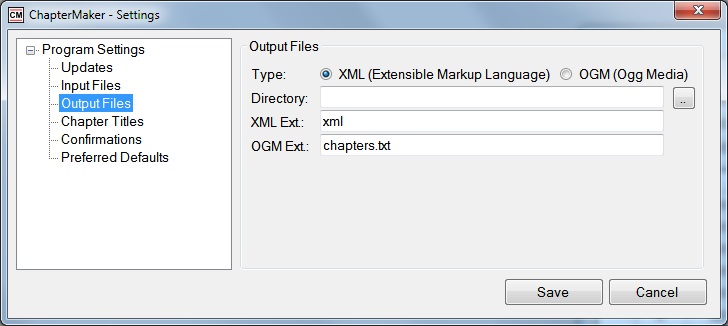 CM ChapterMaker - Settings
Program Settings
Updates
Input Files
Output Files
Chapter Titles
Confirmations
Preferred Defaults
Output Files
Type: XML (Extensible Markup Language) OGM (Ogg Media)
Directory: ..
XML Ext.: xml
OGM Ext.: chapters.txt
Save Cancel